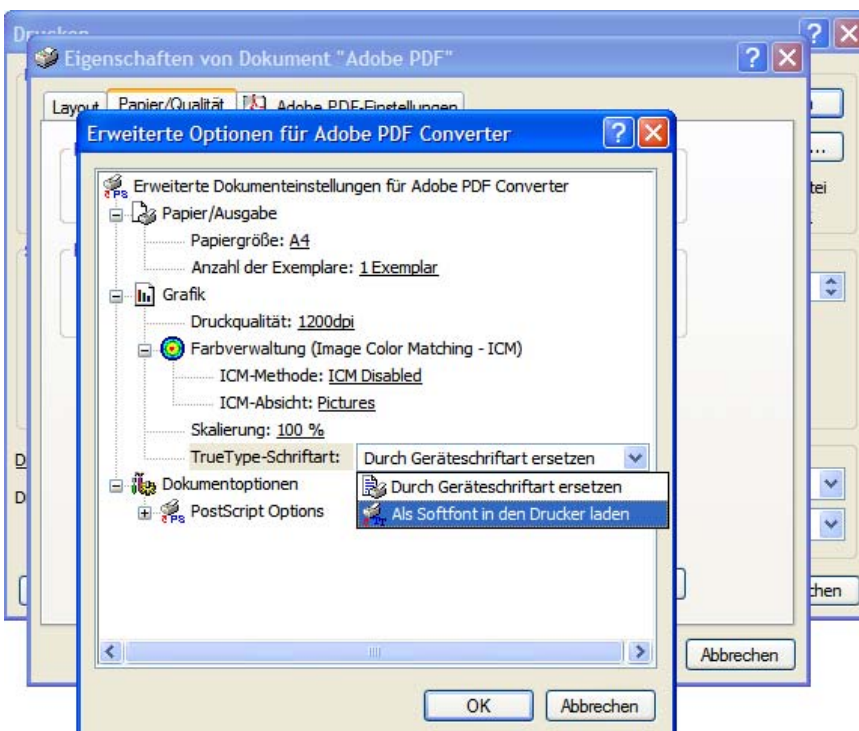 Drucken
Eigenschaften von Dokument "Adobe PDF"
Layout Papier/Qualität Adobe PDF-Einstellungen
Erweiterte Optionen für Adobe PDF Converter
Erweiterte Dokumenteinstellungen für Adobe PDF Converter
Papier/Ausgabe
Papiergröße: A4
Anzahl der Exemplare: 1 Exemplar
Grafik
Druckqualität: 1200dpi
Farbverwaltung (Image Color Matching - ICM)
ICM-Methode: ICM Disabled
ICM-Absicht: Pictures
Skalierung: 100 %
TrueType-Schriftart: Durch Geräteschriftart ersetzen
Dokumentoptionen
Durch Geräteschriftart ersetzen
PostScript Options
Als Softfont in den Drucker laden
Abbrechen
OK Abbrechen